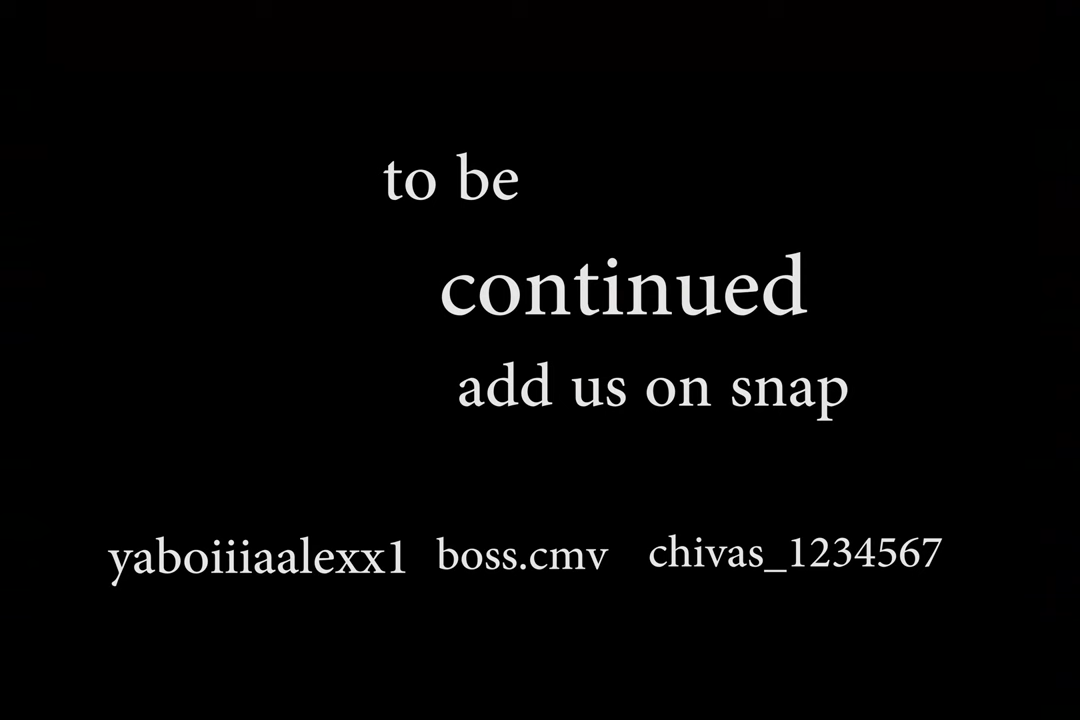 to be
continued
add us on snap
yaboiiiaalexx1 boss.cmv chivas_1234567